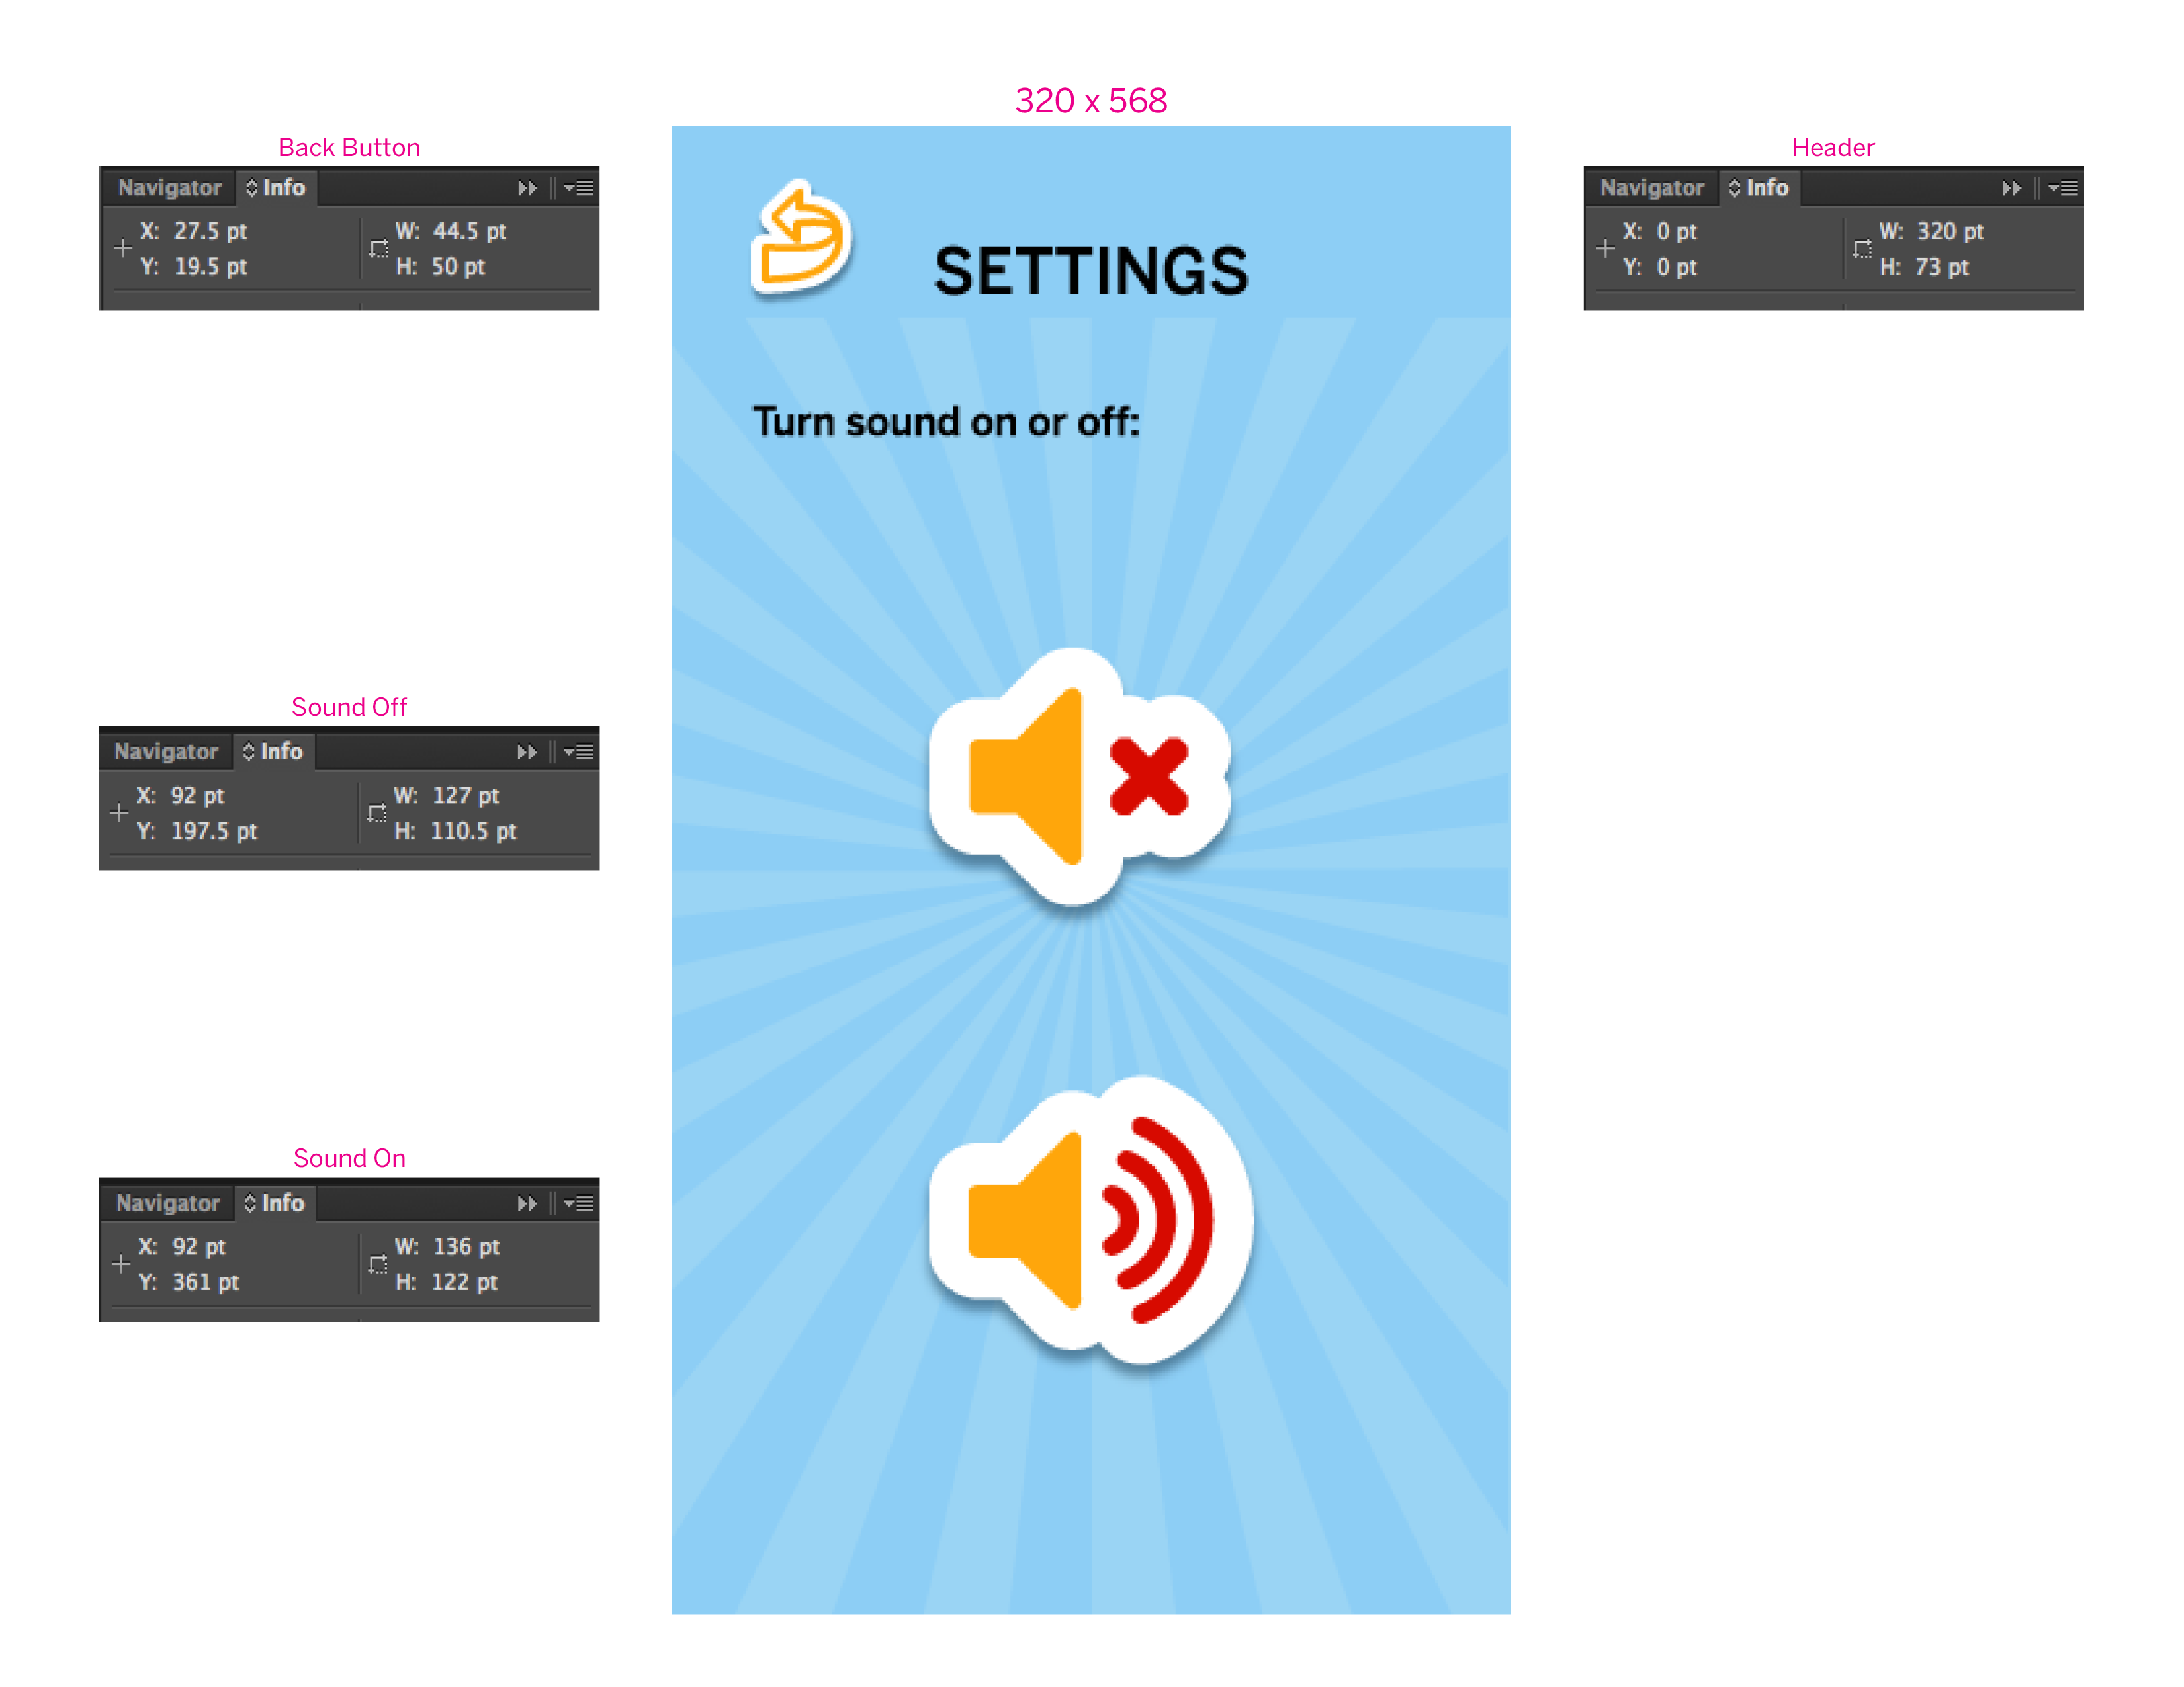 320 x 568
Back Button
Navigator Info
X: 27.5 pt W: 44.5 pt
Y: 19.5 pt H: 50 pt
Header
Navigator Info
X: 0 pt W: 320 pt
Y: 0 pt H: 73 pt
SETTINGS
Turn sound on or off:
Sound Off
Navigator Info
X: 92 pt W: 127 pt
Y: 197.5 pt H: 110.5 pt
Sound On
Navigator Info
X: 92 pt W: 136 pt
Y: 361 pt H: 122 pt